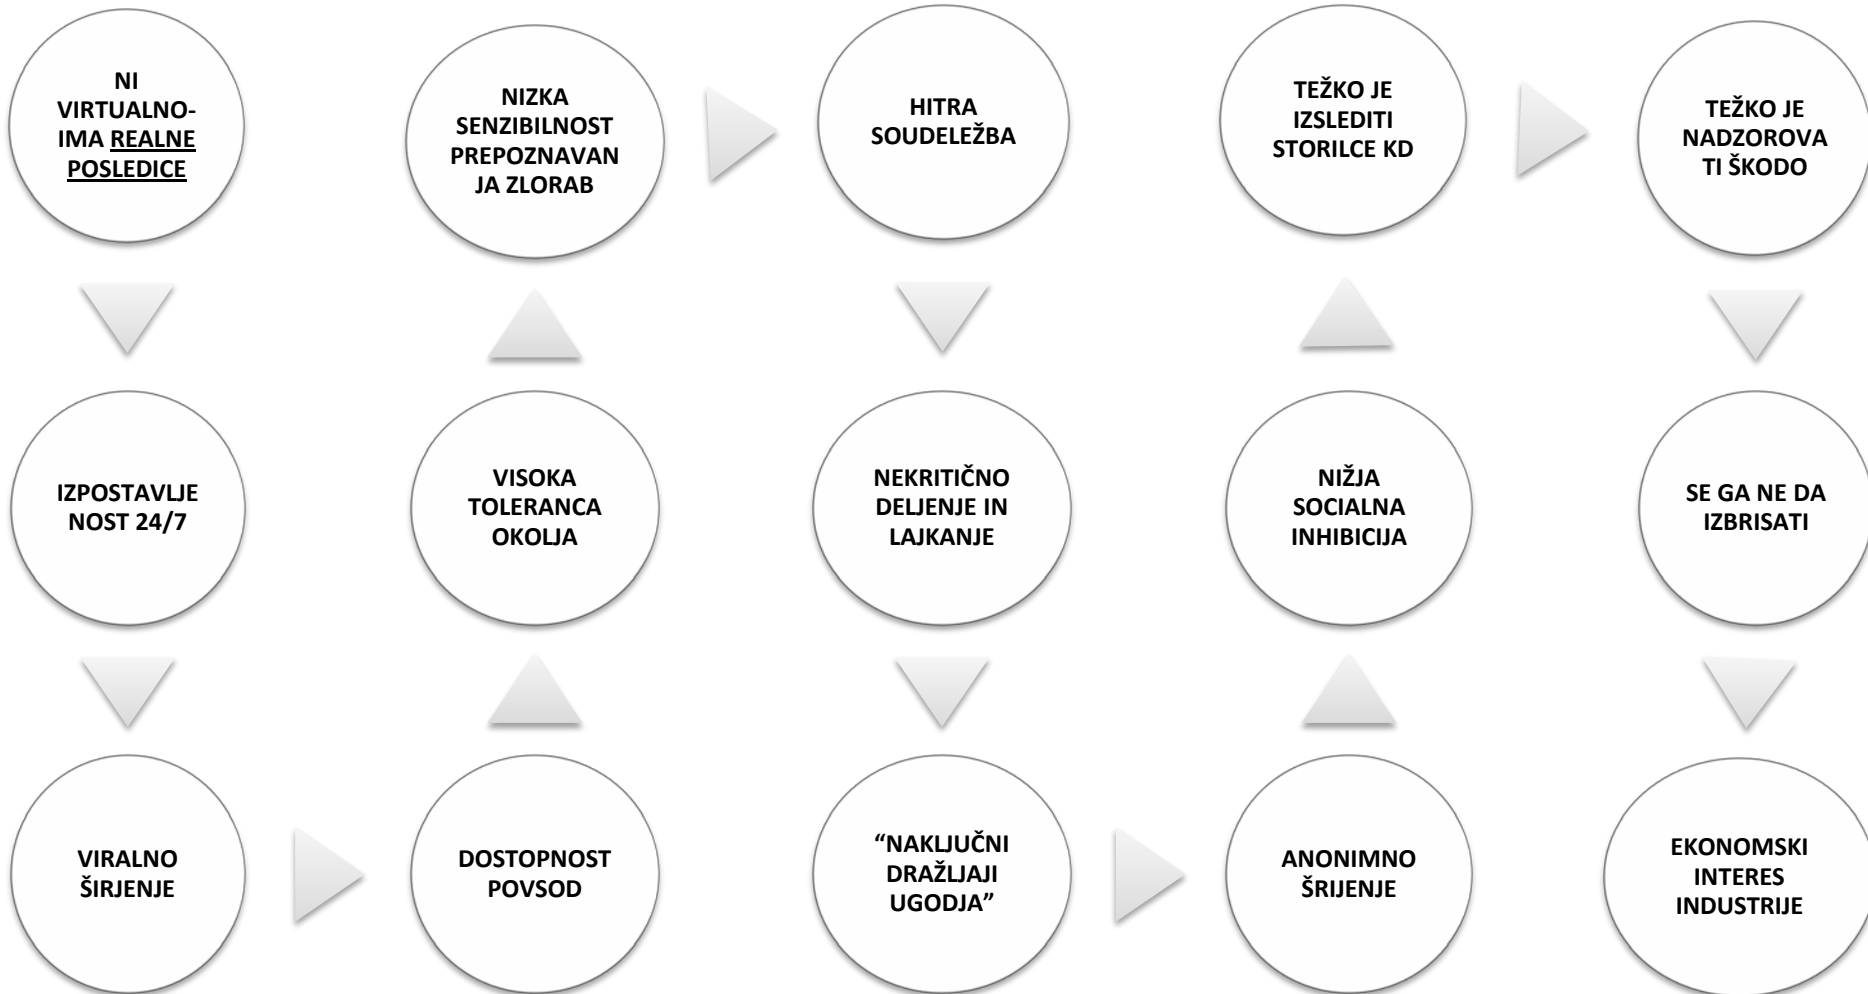 NI
VIRTUALNO-
IMA REALNE
POSLEDICE
IZPOSTAVLJE
NOST 24/7
VIRALNO
ŠIRJENJE
DOSTOPNOST
POVSOD
VISOKA
TOLERANCA
OKOLJA
NIZKA
SENZIBILNOST
PREPOZNAVAN
JA ZLORAB
HITRA
SOUDELEŽBA
NEKRITIČNO
DELJENJE IN
LAJKANJE
“NAKLJUČNI
DRAŽLJAJI
UGODJA”
ANONIMNO
ŠRIJENJE
NIŽJA
SOCIALNA
INHIBICIJA
TEŽKO JE
IZSLEDITI
STORILCE KD
TEŽKO JE
NADZOROVA
TI ŠKODO
SE GA NE DA
IZBRISATI
EKONOMSKI
INTERES
INDUSTRIJE